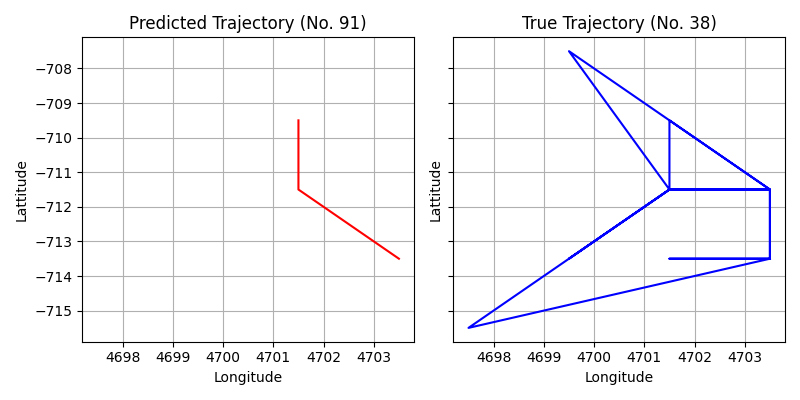 Predicted Trajectory (No. 91)
True Trajectory (No. 38)
−708
−709
−710
−711
−712
−713
−714
−715
Lattitude
Lattitude
4698 4699 4700 4701 4702 4703
4698 4699 4700 4701 4702 4703
Longitude
Longitude